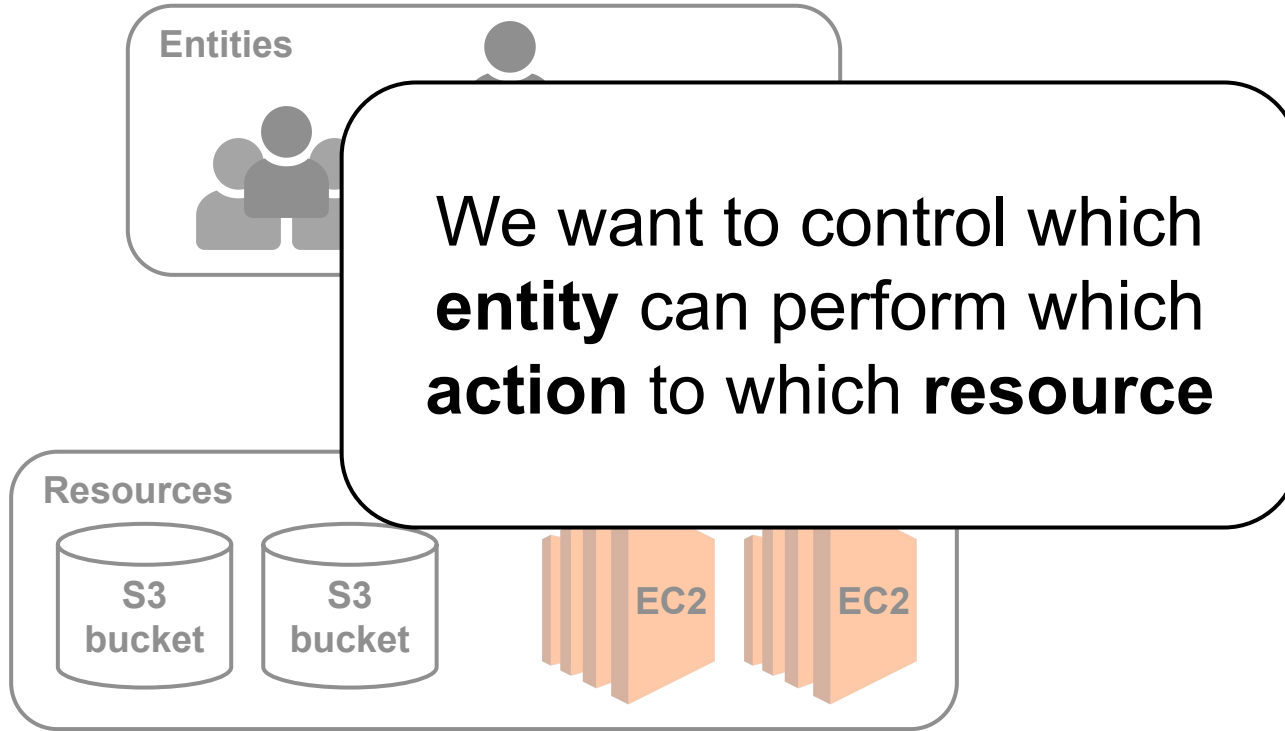 Entities
We want to control which
entity can perform which
action to which resource
Resources
S3
bucket
S3
bucket
EC2
EC2